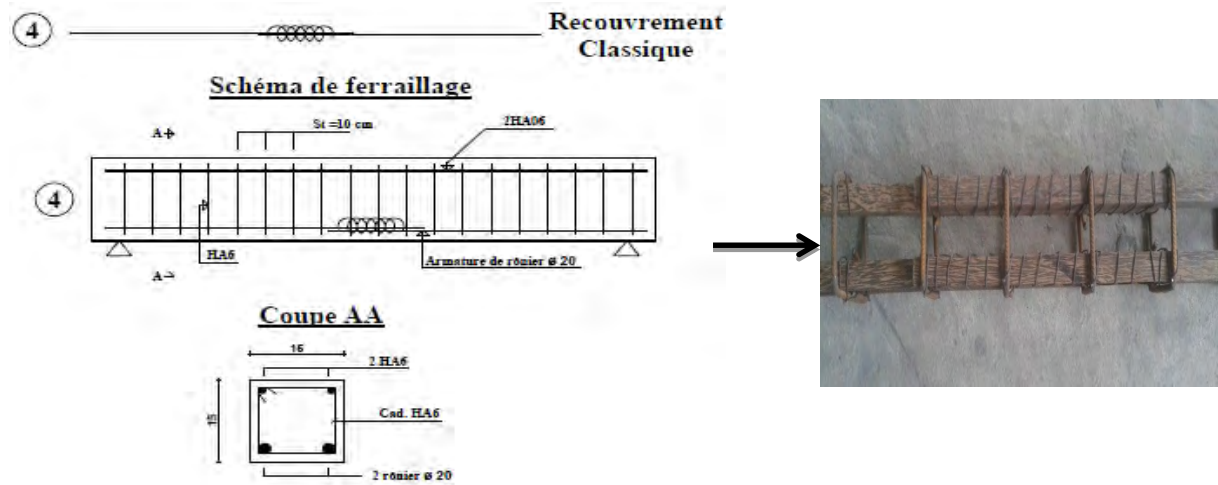 4
Recouvrement
Classique
Schéma de ferraillage
A
St =10 cm
2HA06
4
HA6
Armature de rônier ø 20
A
Coupe AA
15
2 HA6
15
Cad. HA6
2 rônier ø 20